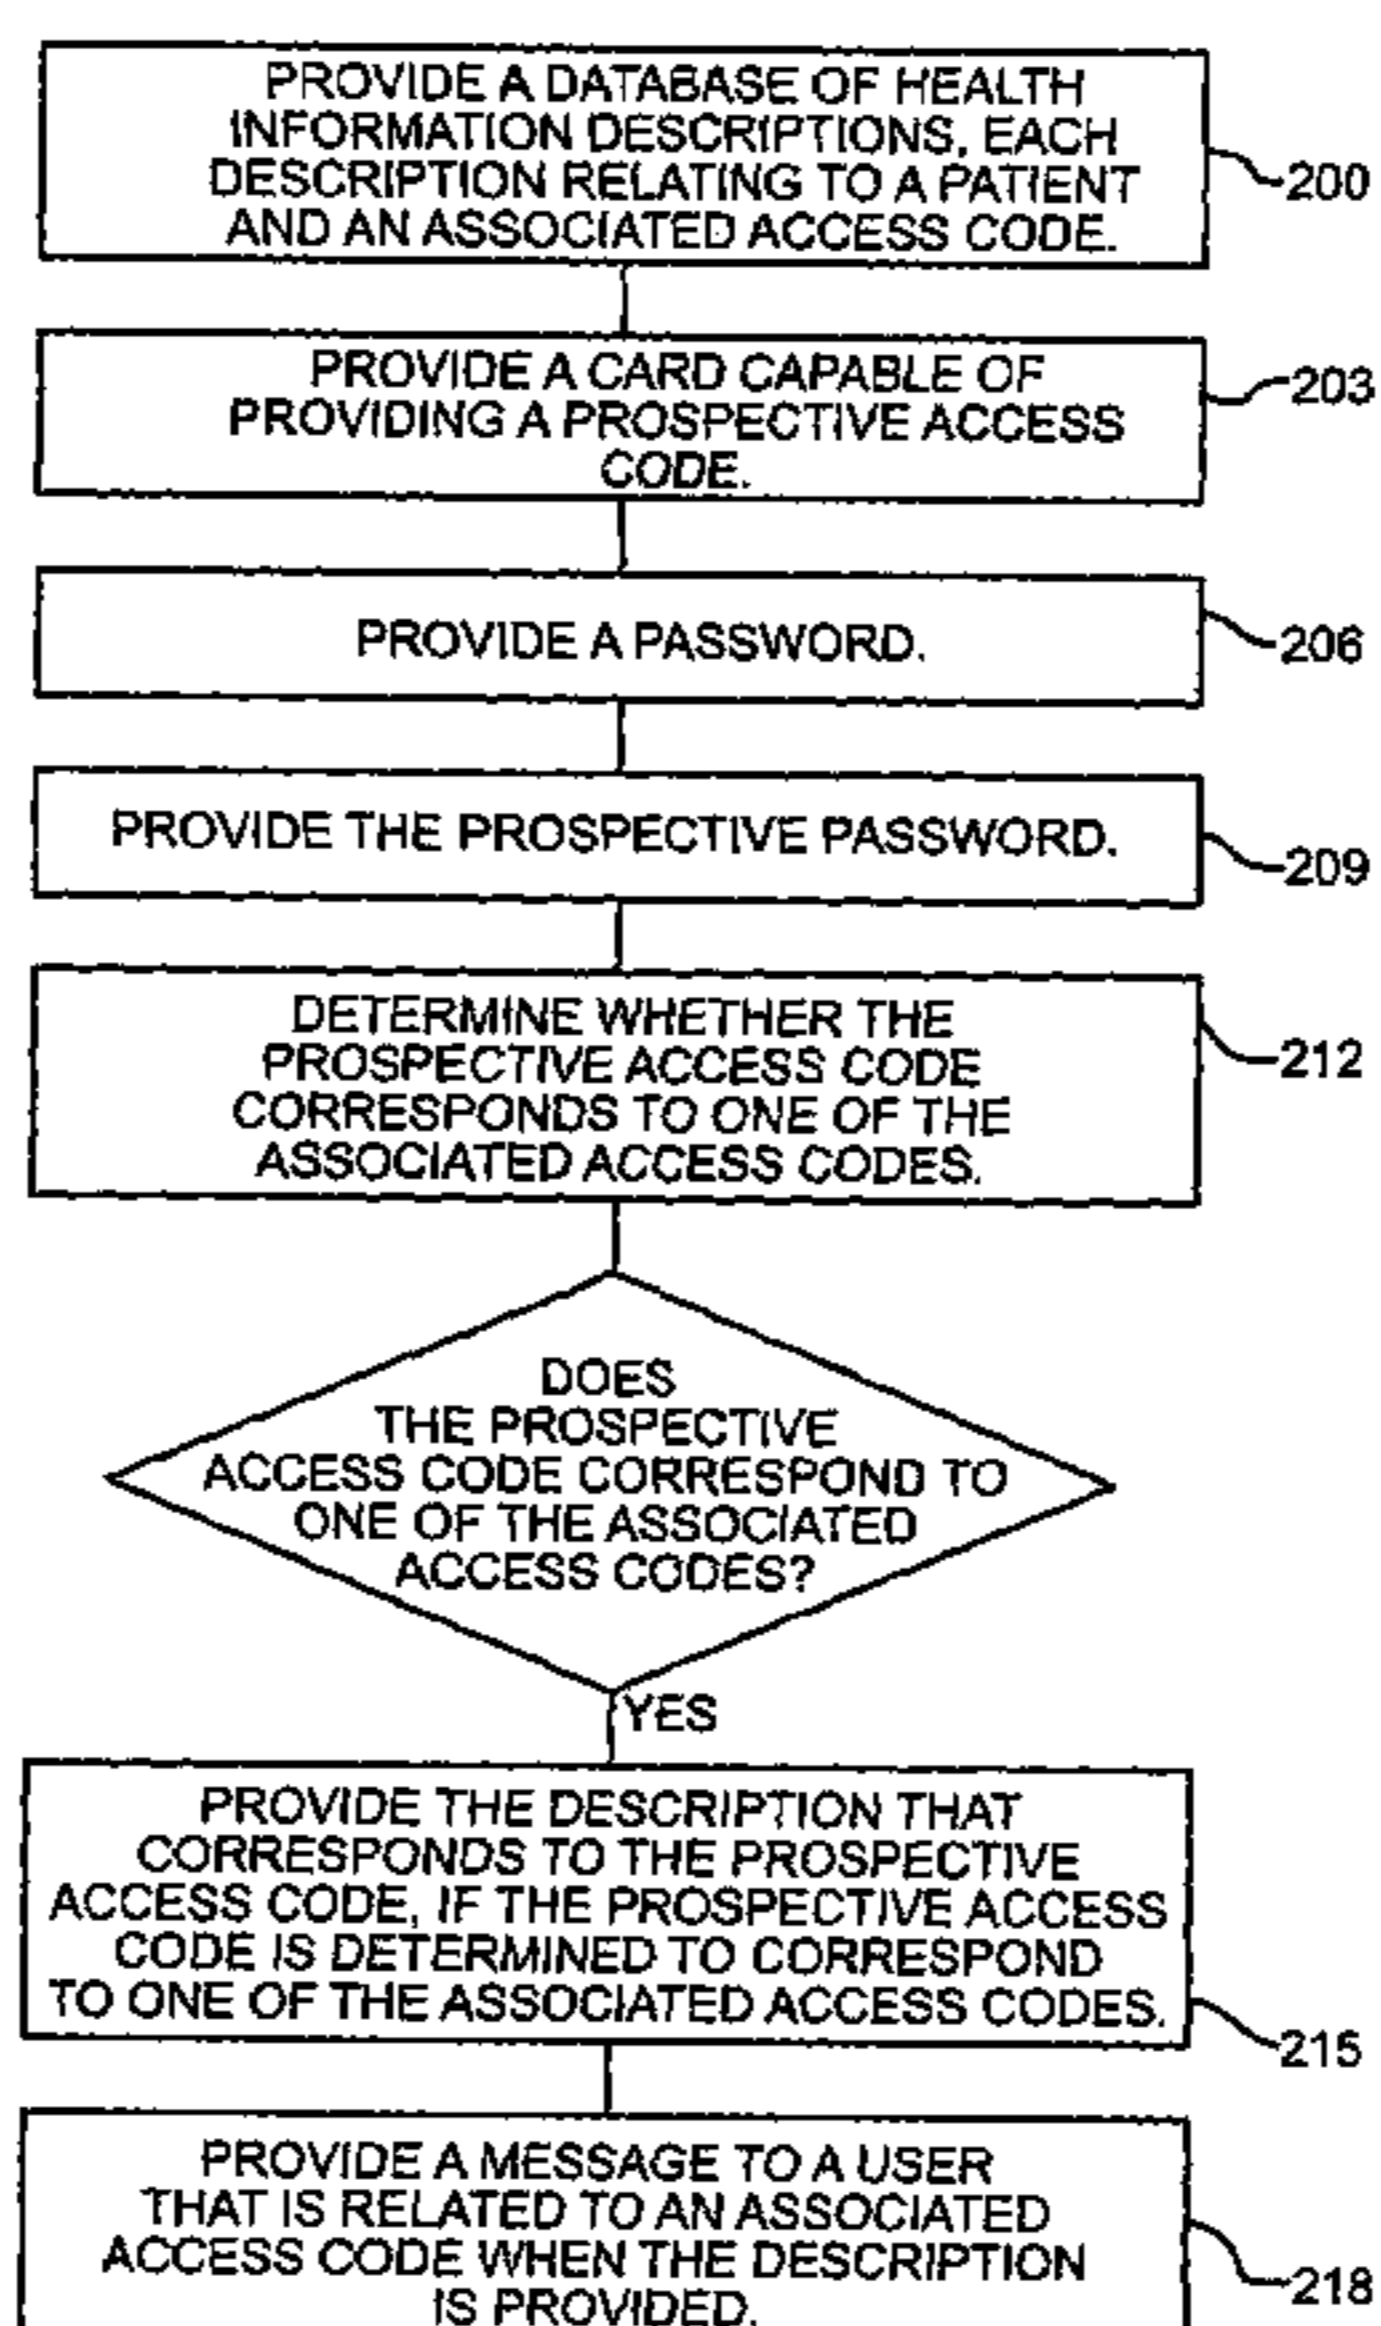 PROVIDE A DATABASE OF HEALTH
INFORMATION DESCRIPTIONS, EACH
DESCRIPTION RELATING TO A PATIENT
AND AN ASSOCIATED ACCESS CODE.
200
PROVIDE A CARD CAPABLE OF
PROVIDING A PROSPECTIVE ACCESS
CODE.
203
PROVIDE A PASSWORD.
206
PROVIDE THE PROSPECTIVE PASSWORD.
209
DETERMINE WHETHER THE
PROSPECTIVE ACCESS CODE
CORRESPONDS TO ONE OF THE
ASSOCIATED ACCESS CODES.
212
DOES
THE PROSPECTIVE
ACCESS CODE CORRESPOND TO
ONE OF THE ASSOCIATED
ACCESS CODES?
YES
PROVIDE THE DESCRIPTION THAT
CORRESPONDS TO THE PROSPECTIVE
ACCESS CODE, IF THE PROSPECTIVE ACCESS
CODE IS DETERMINED TO CORRESPOND
TO ONE OF THE ASSOCIATED ACCESS CODES.
215
PROVIDE A MESSAGE TO A USER
THAT IS RELATED TO AN ASSOCIATED
ACCESS CODE WHEN THE DESCRIPTION
IS PROVIDED.
218